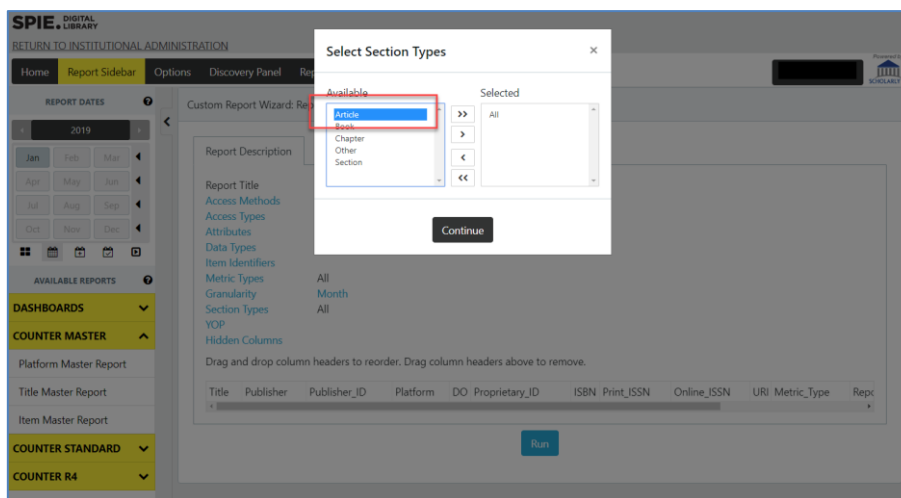 SPIE. DIGITAL LIBRARY
RETURN TO INSTITUTIONAL ADMINISTRATION
Home Report Sidebar Options Discovery Panel
Powered by
SCHOLARLY
REPORT DATES
2019
Jan Feb Mar
Apr May Jun
Jul Aug Sep
Oct Nov Dec
AVAILABLE REPORTS
DASHBOARDS
COUNTER MASTER
Platform Master Report
Title Master Report
Item Master Report
COUNTER STANDARD
COUNTER R4
Custom Report Wizard:
Select Section Types ×
Available Selected
Article
Book
Chapter
Other
Section
>>
>
<
<<
All
Continue
Report Description
Report Title
Access Methods
Access Types
Attributes
Data Types
Item Identifiers
Metric Types All
Granularity Month
Section Types All
YOP
Hidden Columns
Drag and drop column headers to reorder. Drag column headers above to remove.
Title Publisher Publisher_ID Platform DO Proprietary_ID ISBN Print_ISSN Online_ISSN URI Metric_Type Repo
Run